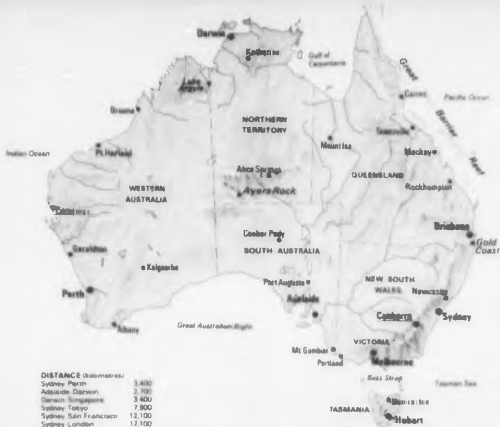 Darwin
Katherine
Gulf of
Carpentaria
Great
Barrier
Reef
Lake
Argyle
Cairns
Pacific Ocean
Broome
NORTHERN
TERRITORY
Townsville
Indian Ocean
Pt. Hedland
Mount Isa
Mackay
Alice Springs
QUEENSLAND
WESTERN
AUSTRALIA
Ayers Rock
Rockhampton
Carnarvon
Coober Pedy
Brisbane
Gold
Coast
Geraldton
SOUTH AUSTRALIA
Kalgoorlie
Port Augusta
NEW SOUTH
WALES
Newcastle
Perth
Adelaide
Sydney
Canberra
Albany
Great Australian Bight
VICTORIA
Mt Gambier
Portland
Melbourne
Bass Strait
Tasman Sea
DISTANCE (kilometres)
Sydney Perth 3,400
Adelaide Darwin 2,700
Darwin Singapore 3,400
Sydney Tokyo 7,900
Sydney San Francisco 12,100
Sydney London 17,100
TASMANIA
Hobart